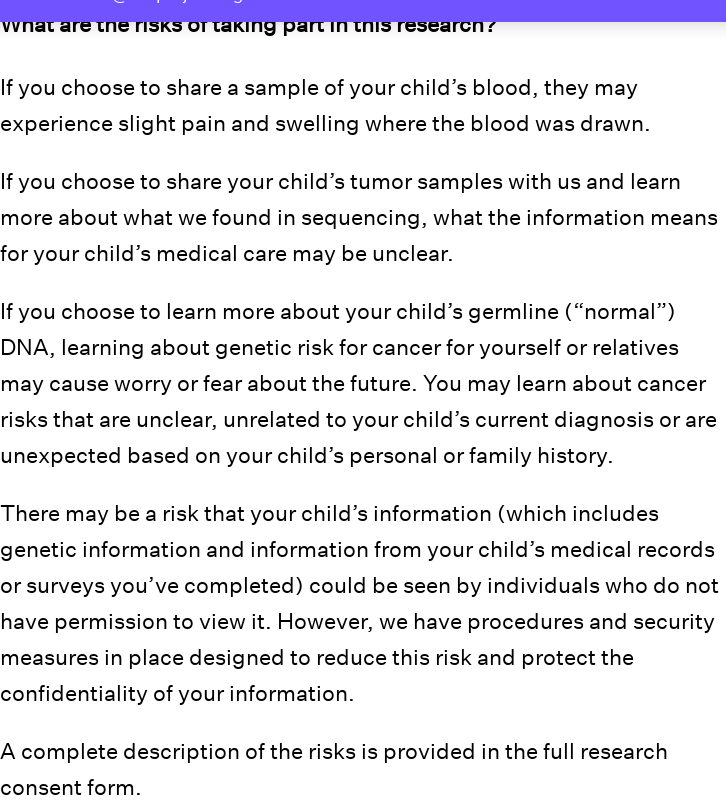 What are the risks of taking part in this research?
If you choose to share a sample of your child’s blood, they may
experience slight pain and swelling where the blood was drawn.
If you choose to share your child’s tumor samples with us and learn
more about what we found in sequencing, what the information means
for your child’s medical care may be unclear.
If you choose to learn more about your child’s germline (“normal”)
DNA, learning about genetic risk for cancer for yourself or relatives
may cause worry or fear about the future. You may learn about cancer
risks that are unclear, unrelated to your child’s current diagnosis or are
unexpected based on your child’s personal or family history.
There may be a risk that your child’s information (which includes
genetic information and information from your child’s medical records
or surveys you’ve completed) could be seen by individuals who do not
have permission to view it. However, we have procedures and security
measures in place designed to reduce this risk and protect the
confidentiality of your information.
A complete description of the risks is provided in the full research
consent form.